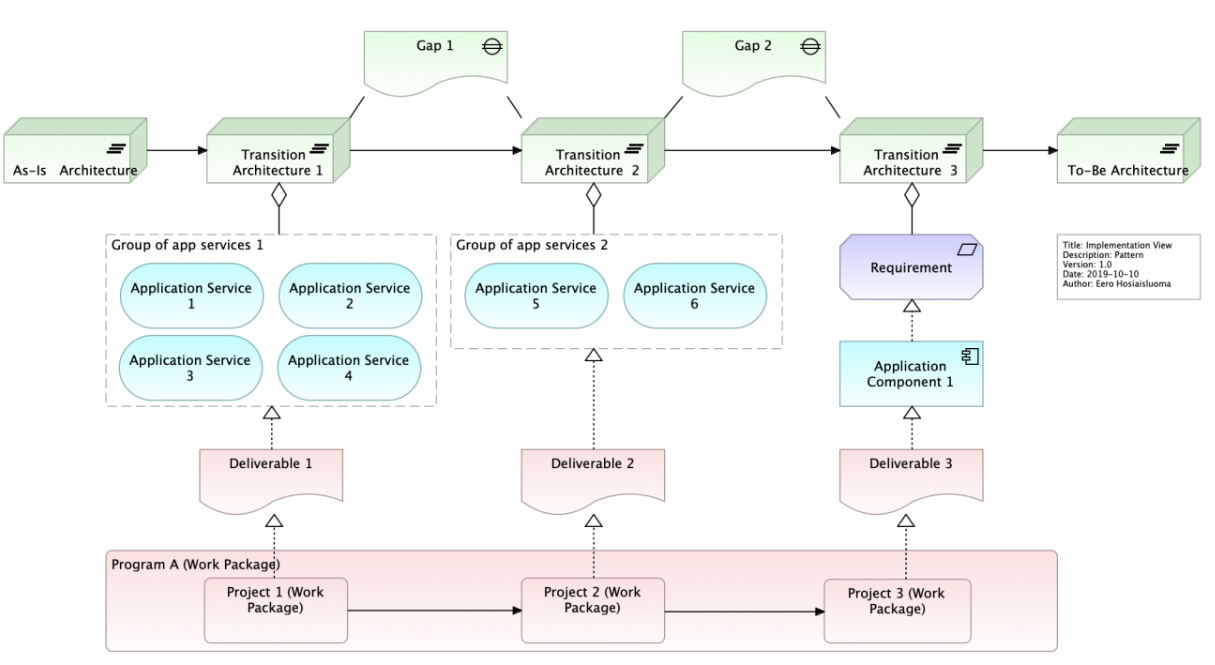 Gap 1
Gap 2
As-Is   Architecture
Transition
Architecture 1
Transition
Architecture  2
Transition
Architecture  3
To-Be Architecture
Group of app services 1
Application Service
1
Application Service
2
Application Service
3
Application Service
4
Group of app services 2
Application Service
5
Application Service
6
Requirement
Title: Implementation View
Description: Pattern
Version: 1.0
Date: 2019-10-10
Author: Eero Hosiaisluoma
Application
Component 1
Deliverable 1
Deliverable 2
Deliverable 3
Program A (Work Package)
Project 1 (Work
Package)
Project 2 (Work
Package)
Project 3 (Work
Package)